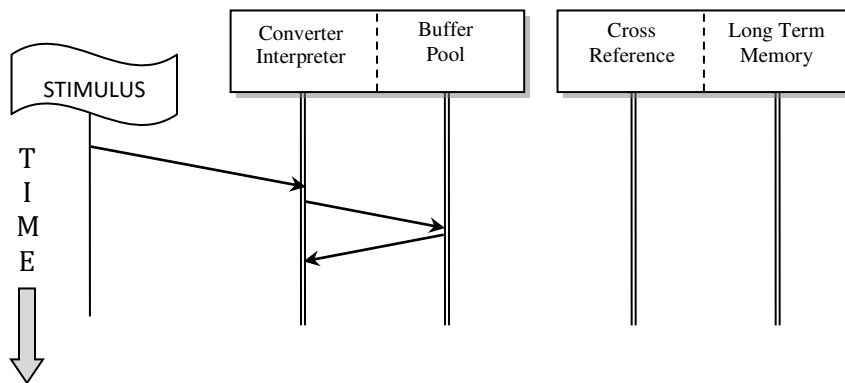 Converter
Interpreter
Buffer
Pool
Cross
Reference
Long Term
Memory
STIMULUS
T
I
M
E